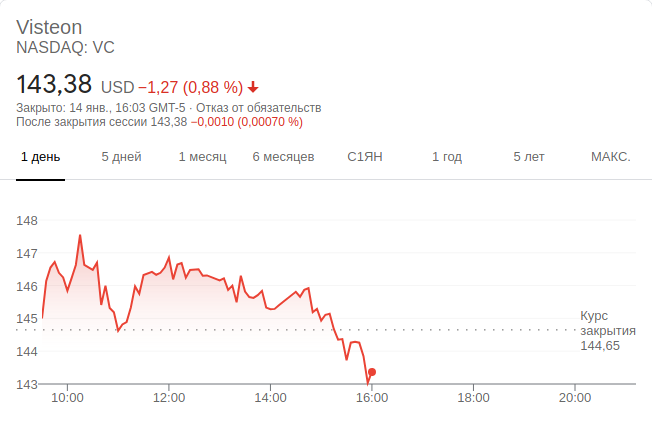 Visteon
NASDAQ: VC
143,38 USD −1,27 (0,88 %)
Закрыто: 14 янв., 16:03 GMT-5 · Отказ от обязательств
После закрытия сессии 143,38 −0,0010 (0,00070 %)
1 день 5 дней 1 месяц 6 месяцев С1ЯН 1 год 5 лет МАКС.
148
147
146
145
144
143
Курс
закрытия
144,65
10:00 12:00 14:00 16:00 18:00 20:00